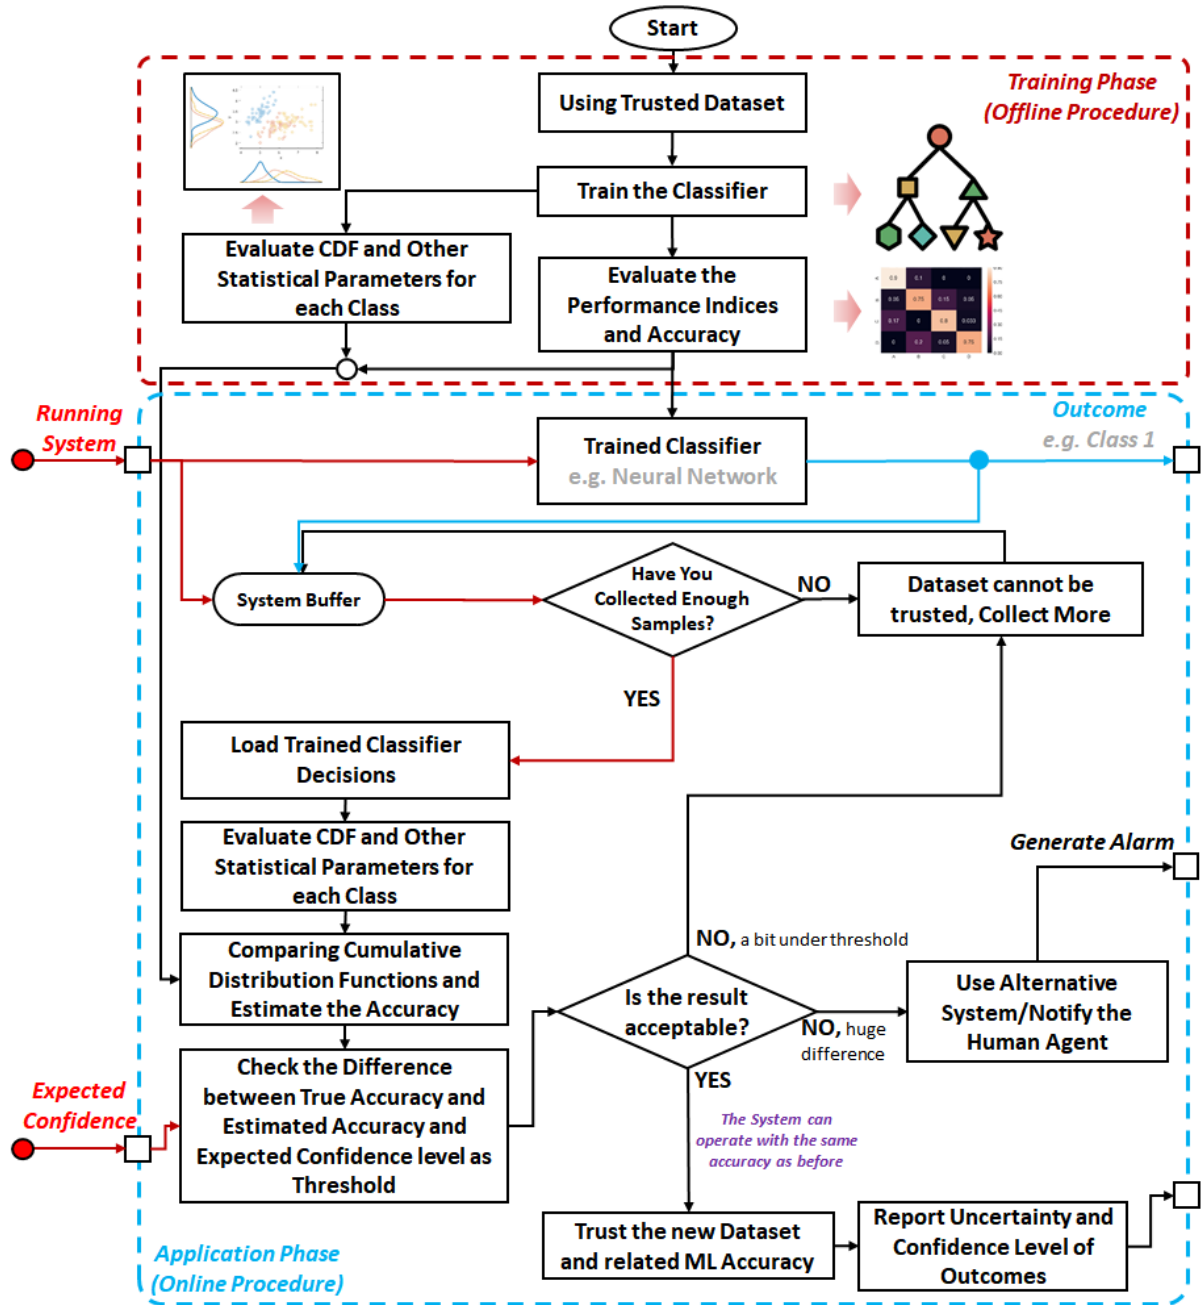 Start
Training Phase
(Offline Procedure)
Using Trusted Dataset
Train the Classifier
Evaluate CDF and Other
Statistical Parameters for
each Class
Evaluate the
Performance Indices
and Accuracy
Running
System
Outcome
e.g. Class 1
Trained Classifier
e.g. Neural Network
System Buffer
Have You
Collected Enough
Samples?
NO
Dataset cannot be
trusted, Collect More
YES
Load Trained Classifier
Decisions
Evaluate CDF and Other
Statistical Parameters for
each Class
Generate Alarm
Comparing Cumulative
Distribution Functions and
Estimate the Accuracy
NO, a bit under threshold
Is the result
acceptable?
NO, huge
difference
Use Alternative
System/Notify the
Human Agent
Expected
Confidence
Check the Difference
between True Accuracy and
Estimated Accuracy and
Expected Confidence level as
Threshold
YES
The System can
operate with the same
accuracy as before
Trust the new Dataset
and related ML Accuracy
Report Uncertainty and
Confidence Level of
Outcomes
Application Phase
(Online Procedure)